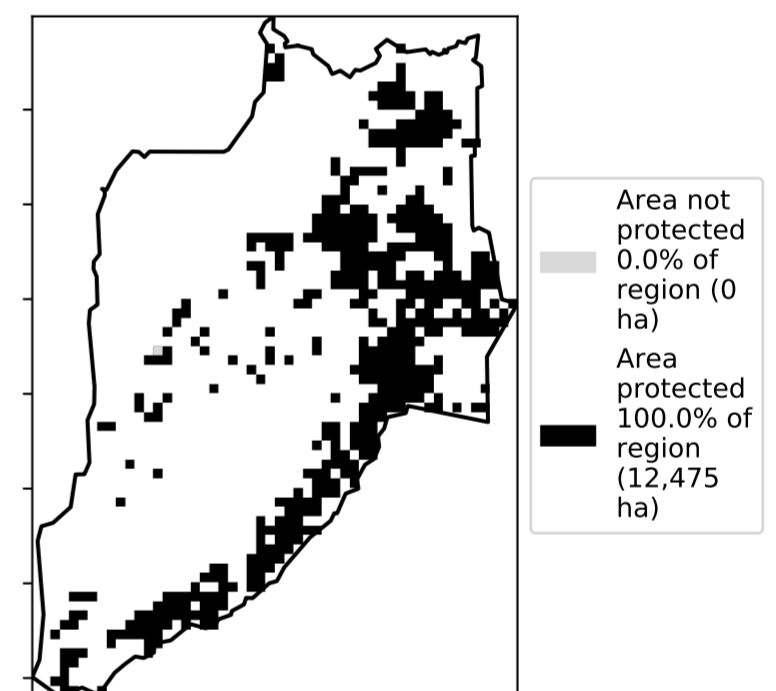 Area not
protected
0.0% of
region (0
ha)
Area
protected
100.0% of
region
(12,475
ha)